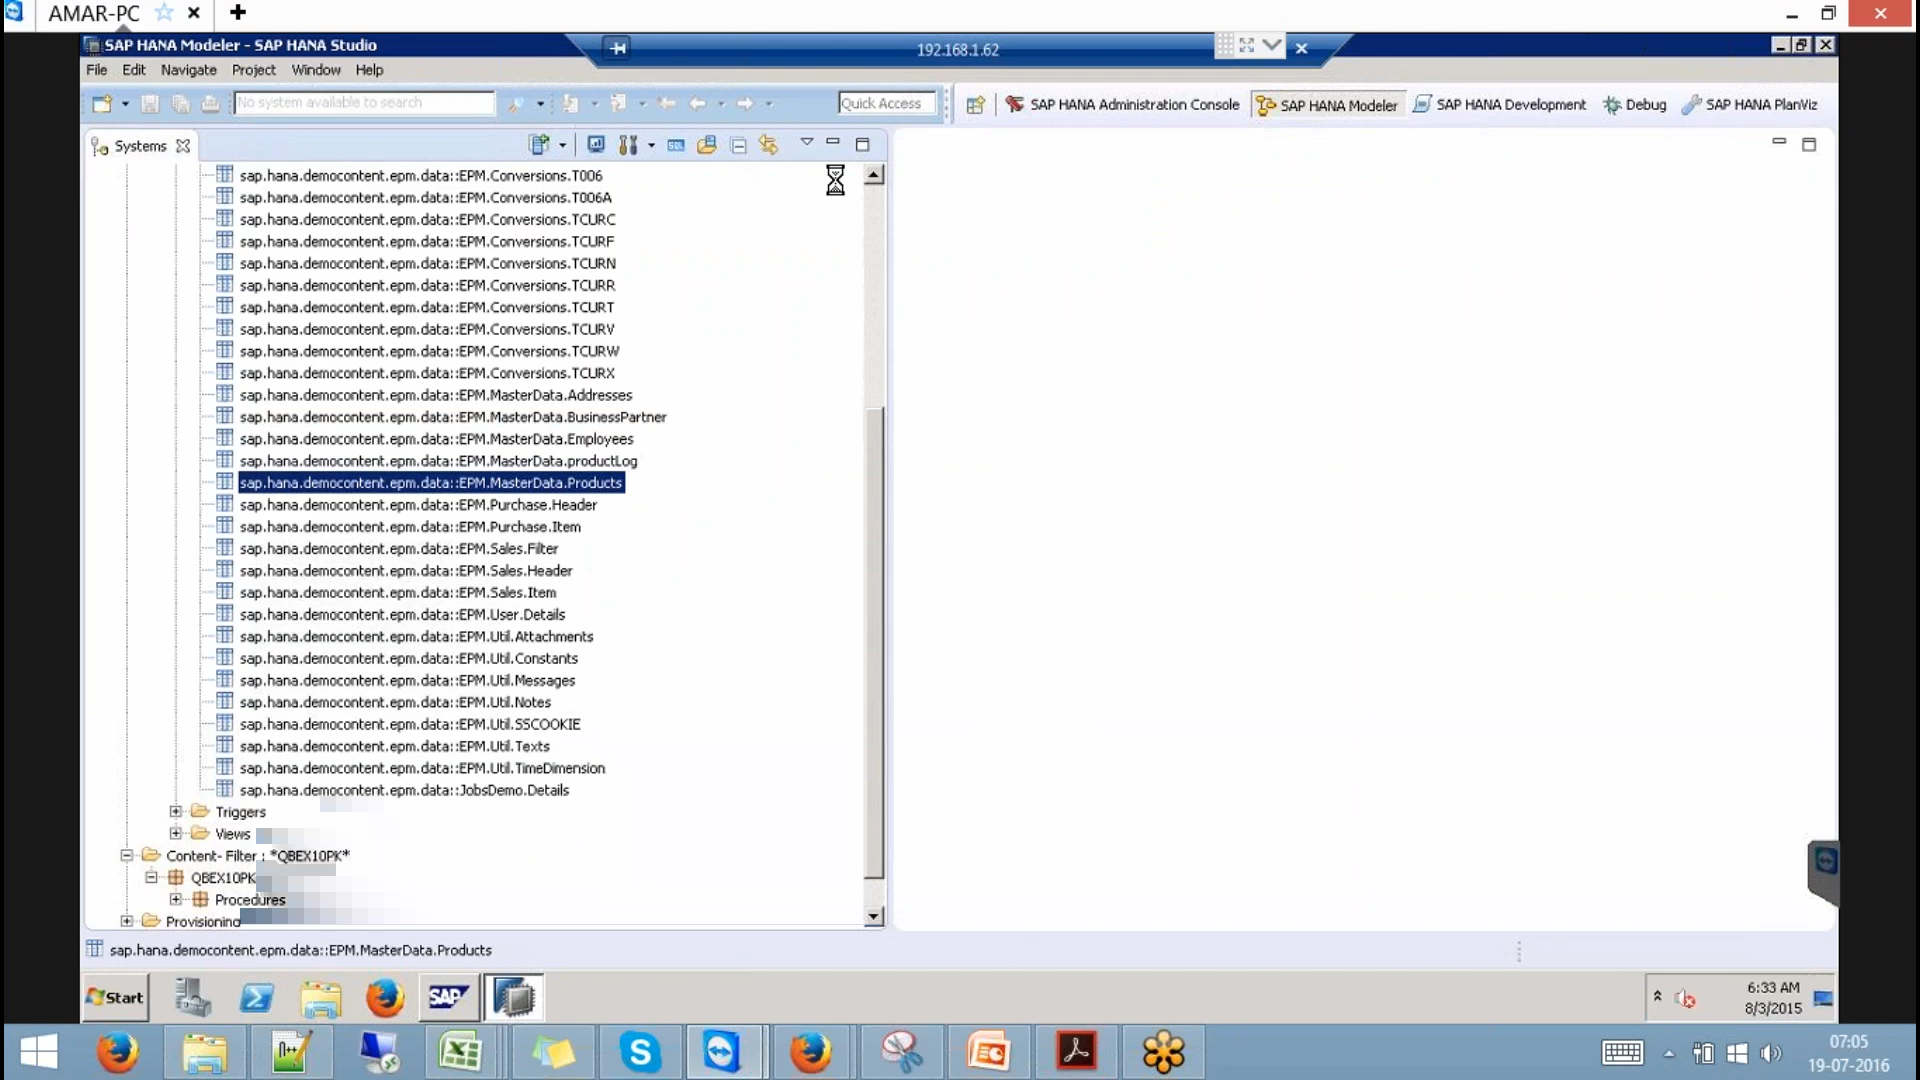 AMAR-PC
SAP HANA Modeler - SAP HANA Studio
192.168.1.62
File Edit Navigate Project Window Help
No system available to search
Quick Access
SAP HANA Administration Console
SAP HANA Modeler
SAP HANA Development
Debug
SAP HANA PlanViz
Systems
sap.hana.democontent.epm.data::EPM.Conversions.T006
sap.hana.democontent.epm.data::EPM.Conversions.T006A
sap.hana.democontent.epm.data::EPM.Conversions.TCURC
sap.hana.democontent.epm.data::EPM.Conversions.TCURF
sap.hana.democontent.epm.data::EPM.Conversions.TCURN
sap.hana.democontent.epm.data::EPM.Conversions.TCURR
sap.hana.democontent.epm.data::EPM.Conversions.TCURT
sap.hana.democontent.epm.data::EPM.Conversions.TCURV
sap.hana.democontent.epm.data::EPM.Conversions.TCURW
sap.hana.democontent.epm.data::EPM.Conversions.TCURX
sap.hana.democontent.epm.data::EPM.MasterData.Addresses
sap.hana.democontent.epm.data::EPM.MasterData.BusinessPartner
sap.hana.democontent.epm.data::EPM.MasterData.Employees
sap.hana.democontent.epm.data::EPM.MasterData.productLog
sap.hana.democontent.epm.data::EPM.MasterData.Products
sap.hana.democontent.epm.data::EPM.Purchase.Header
sap.hana.democontent.epm.data::EPM.Purchase.Item
sap.hana.democontent.epm.data::EPM.Sales.Filter
sap.hana.democontent.epm.data::EPM.Sales.Header
sap.hana.democontent.epm.data::EPM.Sales.Item
sap.hana.democontent.epm.data::EPM.User.Details
sap.hana.democontent.epm.data::EPM.Util.Attachments
sap.hana.democontent.epm.data::EPM.Util.Constants
sap.hana.democontent.epm.data::EPM.Util.Messages
sap.hana.democontent.epm.data::EPM.Util.Notes
sap.hana.democontent.epm.data::EPM.Util.SSCOOKIE
sap.hana.democontent.epm.data::EPM.Util.Texts
sap.hana.democontent.epm.data::EPM.Util.TimeDimension
sap.hana.democontent.epm.data::JobsDemo.Details
Triggers
Views
Content- Filter : *QBEX10PK*
QBEX10PK
Procedures
Provisioning
sap.hana.democontent.epm.data::EPM.MasterData.Products
Start
SAP
6:33 AM
8/3/2015
07:05
19-07-2016